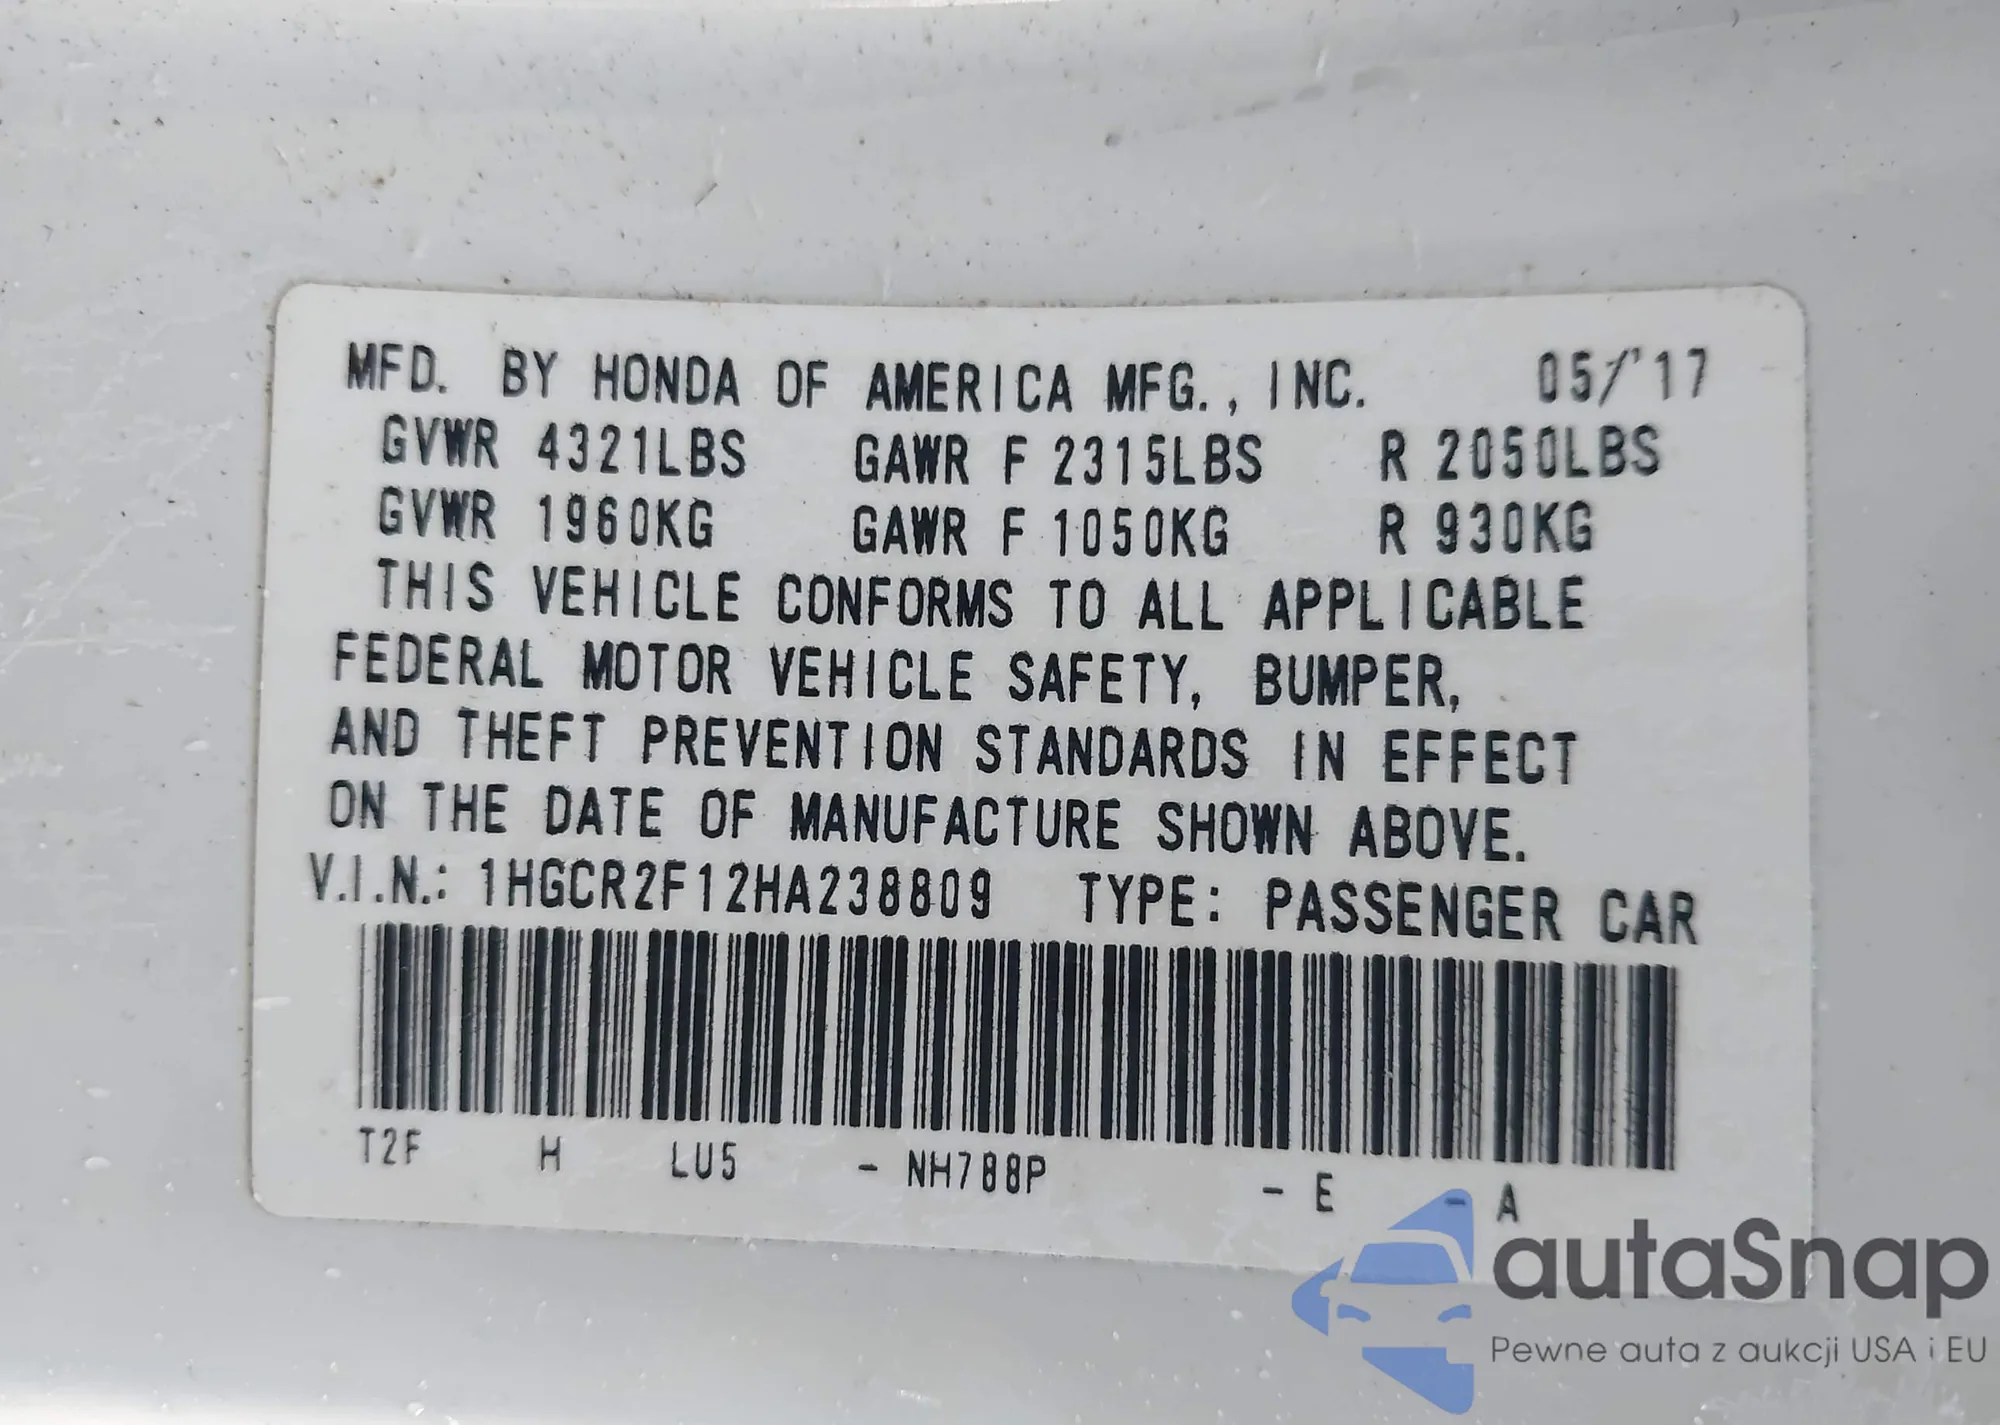 MFD. BY HONDA OF AMERICA MFG., INC. 05/'17
GVWR 4321LBS GAWR F 2315LBS R 2050LBS
GVWR 1960KG GAWR F 1050KG R 930KG
THIS VEHICLE CONFORMS TO ALL APPLICABLE
FEDERAL MOTOR VEHICLE SAFETY, BUMPER,
AND THEFT PREVENTION STANDARDS IN EFFECT
ON THE DATE OF MANUFACTURE SHOWN ABOVE.
V.I.N.: 1HGCR2F12HA238809 TYPE: PASSENGER CAR
T2F H LU5 - NH788P - E - A
autaSnap
Pewne auta z aukcji USA i EU